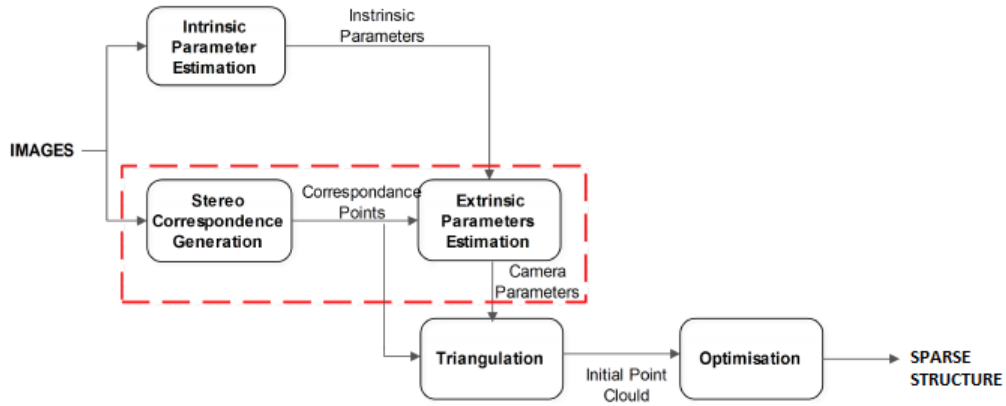 Intrinsic
Parameter
Estimation
Instrinsic
Parameters
IMAGES
Stereo
Correspondence
Generation
Correspondance
Points
Extrinsic
Parameters
Estimation
Camera
Parameters
Triangulation
Initial Point
Clould
Optimisation
SPARSE
STRUCTURE